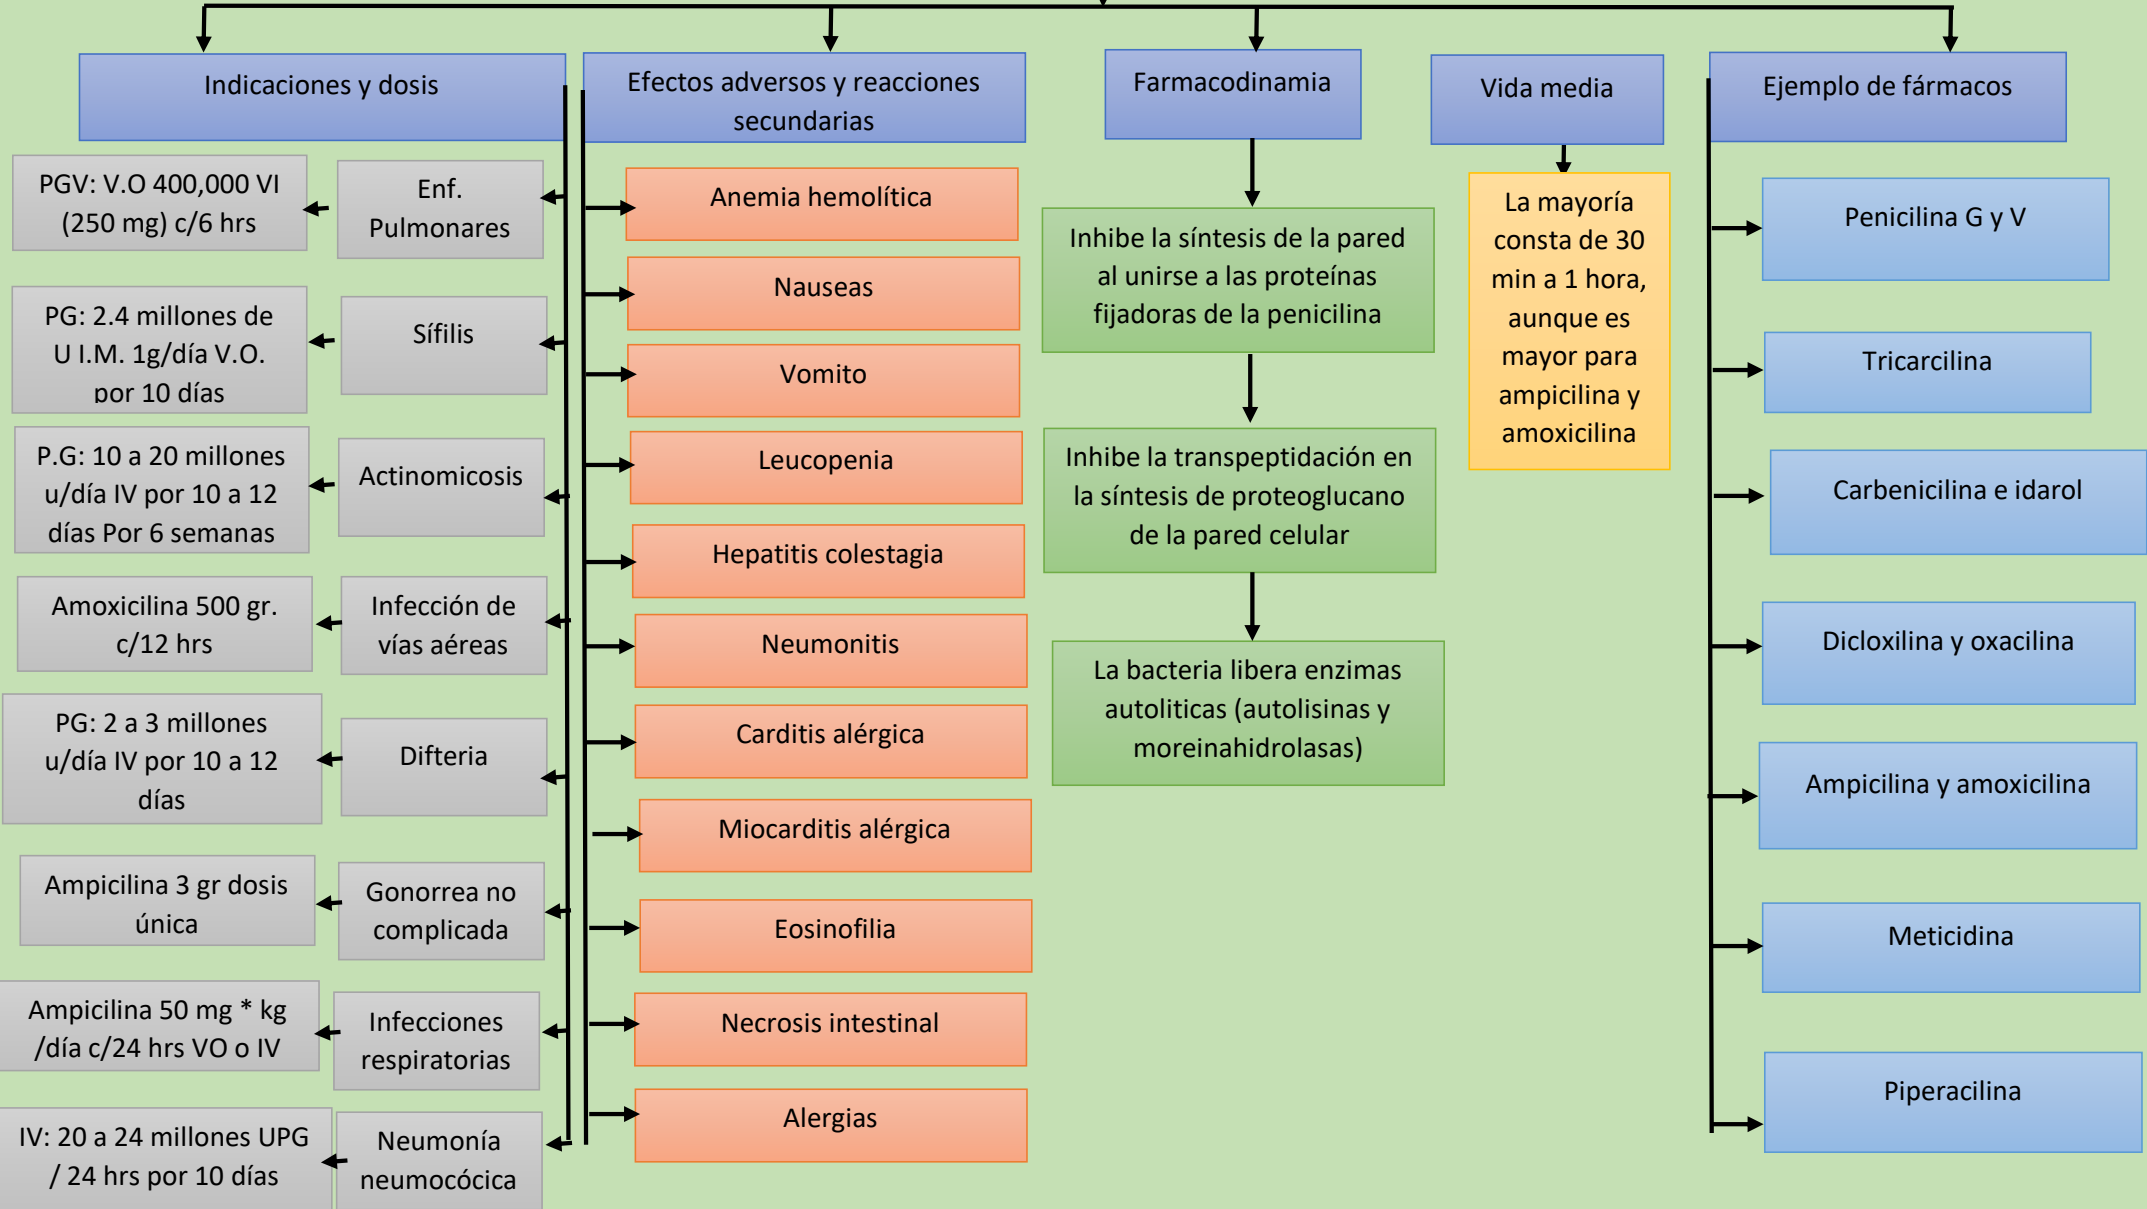 Indicaciones y dosis
PGV: V.O 400,000 VI
(250 mg) c/6 hrs
Enf.
Pulmonares
PG: 2.4 millones de
U I.M. 1g/día V.O.
por 10 días
Sífilis
P.G: 10 a 20 millones
u/día IV por 10 a 12
días Por 6 semanas
Actinomicosis
Amoxicilina 500 gr.
c/12 hrs
Infección de
vías aéreas
PG: 2 a 3 millones
u/día IV por 10 a 12
días
Difteria
Ampicilina 3 gr dosis
única
Gonorrea no
complicada
Ampicilina 50 mg * kg
/día c/24 hrs VO o IV
Infecciones
respiratorias
IV: 20 a 24 millones UPG
/ 24 hrs por 10 días
Neumonía
neumocócica
Efectos adversos y reacciones
secundarias
Anemia hemolítica
Nauseas
Vomito
Leucopenia
Hepatitis colestagia
Neumonitis
Carditis alérgica
Miocarditis alérgica
Eosinofilia
Necrosis intestinal
Alergias
Farmacodinamia
Inhibe la síntesis de la pared
al unirse a las proteínas
fijadoras de la penicilina
Inhibe la transpeptidación en
la síntesis de proteoglucano
de la pared celular
La bacteria libera enzimas
autoliticas (autolisinas y
moreinahidrolasas)
Vida media
La mayoría
consta de 30
min a 1 hora,
aunque es
mayor para
ampicilina y
amoxicilina
Ejemplo de fármacos
Penicilina G y V
Tricarcilina
Carbenicilina e idarol
Dicloxilina y oxacilina
Ampicilina y amoxicilina
Meticidina
Piperacilina